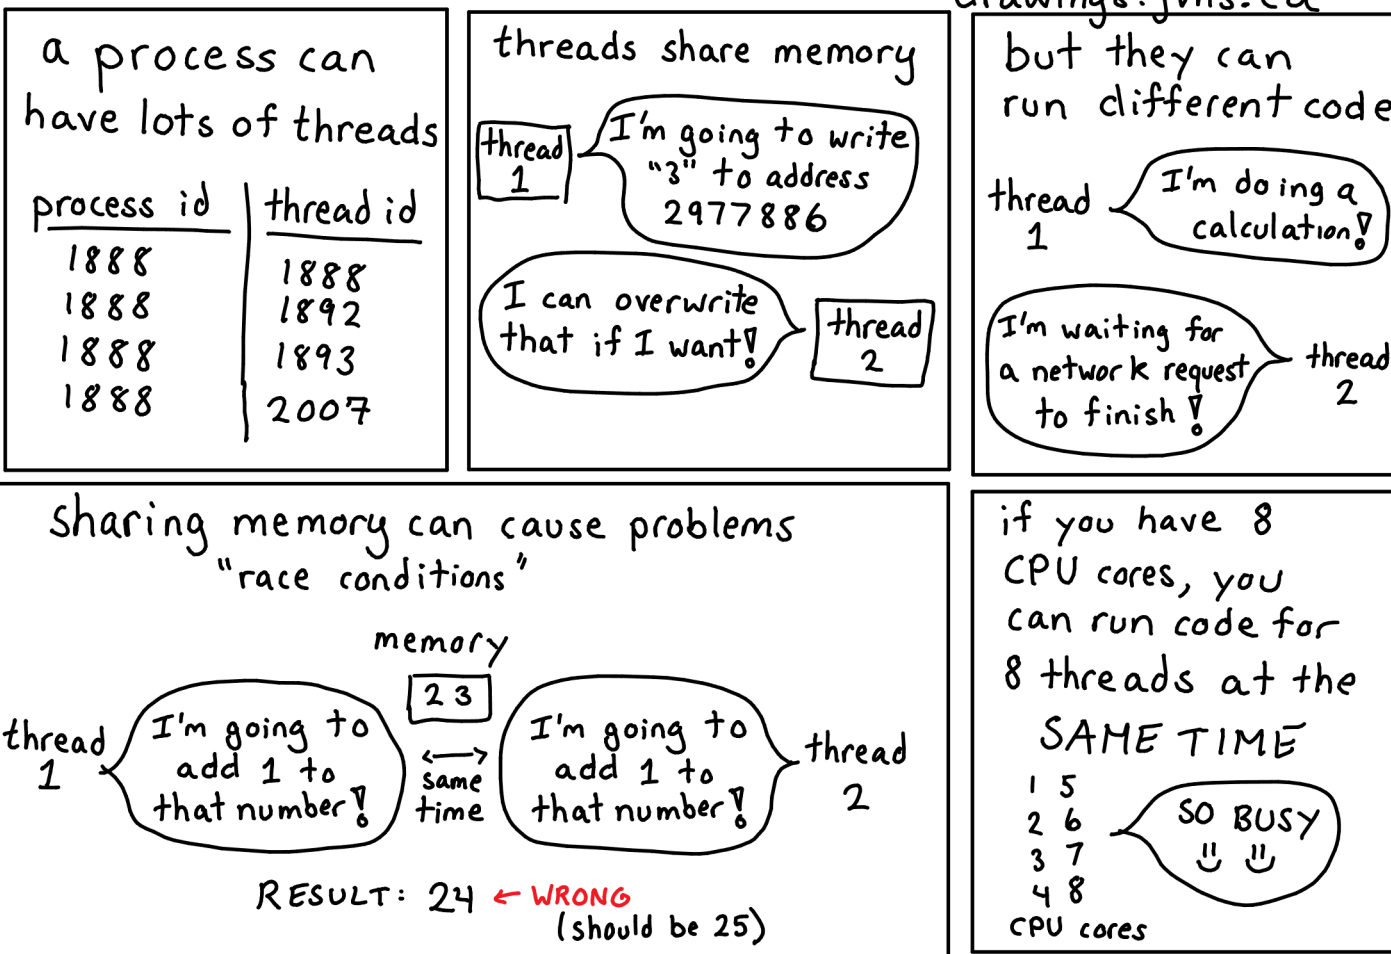 drawings.jvns.ca
a process can
have lots of threads
process id | thread id
1888 1888
1888 1892
1888 1893
1888 2007
threads share memory
thread
1
I'm going to write
"3" to address
2977886
I can overwrite
that if I want!
thread
2
but they can
run different code
thread
1
I'm doing a
calculation!
I'm waiting for
a network request
to finish!
thread
2
sharing memory can cause problems
"race conditions"
memory
23
thread
1
I'm going to
add 1 to
that number!
same
time
I'm going to
add 1 to
that number!
thread
2
RESULT: 24 ← WRONG
(should be 25)
if you have 8
CPU cores, you
can run code for
8 threads at the
SAME TIME
1 5
2 6
3 7
4 8
CPU cores
SO BUSY